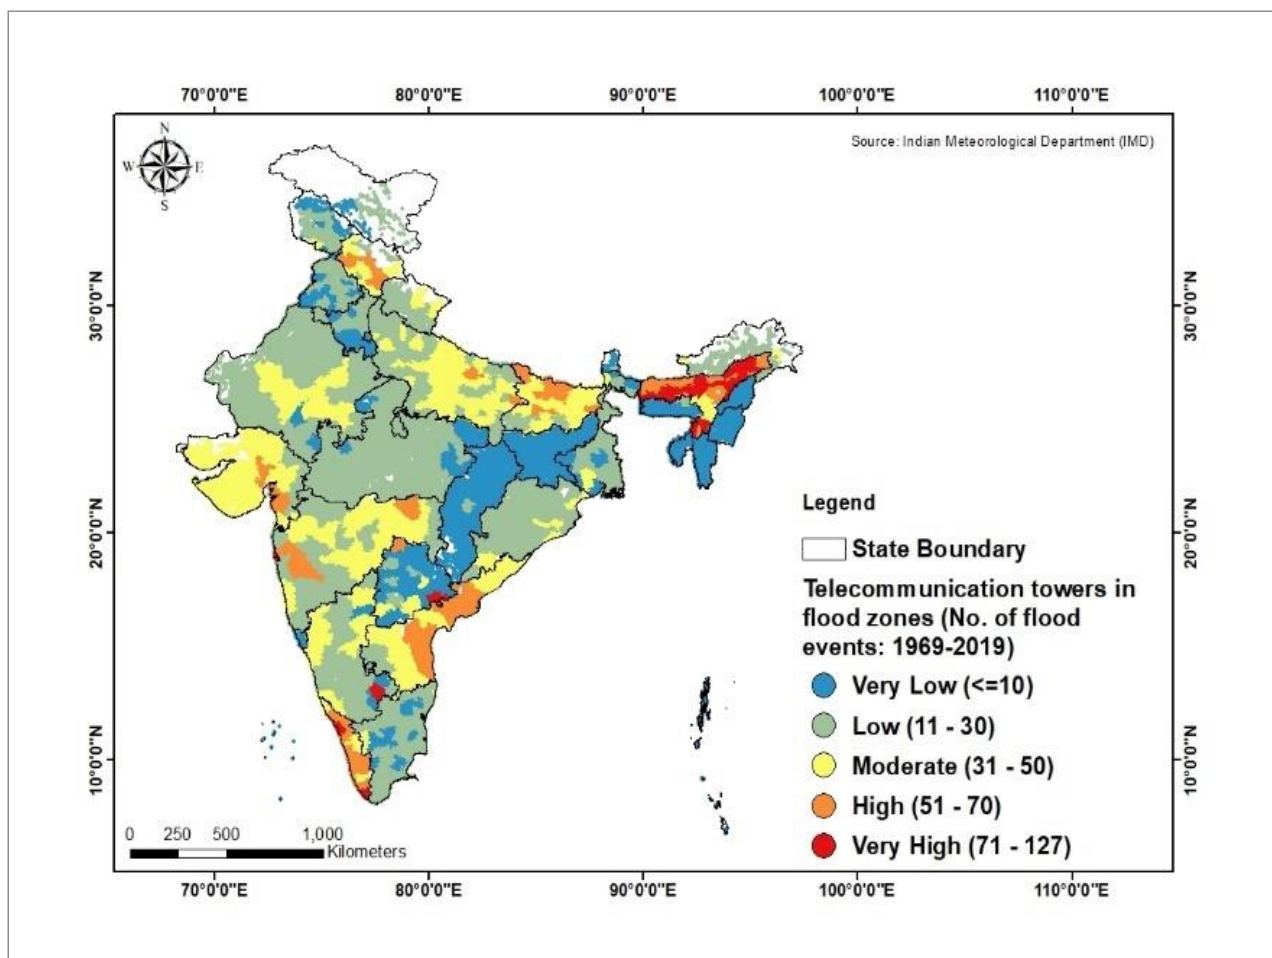 70°0'0"E 80°0'0"E 90°0'0"E 100°0'0"E 110°0'0"E
Source: Indian Meteorological Department (IMD)
N
W E
S
30°0'0"N 30°0'0"N
20°0'0"N 20°0'0"N
10°0'0"N 10°0'0"N
Legend
State Boundary
Telecommunication towers in
flood zones (No. of flood
events: 1969-2019)
Very Low (<=10)
Low (11 - 30)
Moderate (31 - 50)
High (51 - 70)
Very High (71 - 127)
0 250 500 1,000
Kilometers
70°0'0"E 80°0'0"E 90°0'0"E 100°0'0"E 110°0'0"E